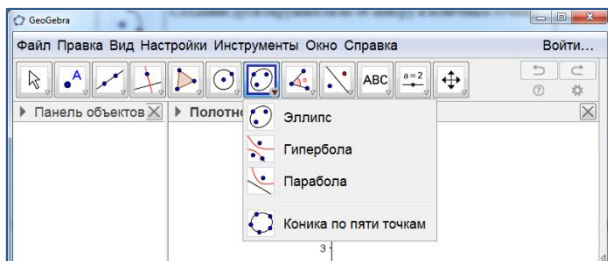 GeoGebra
Файл Правка Вид Настройки Инструменты Окно Справка Войти...
A
α
ABC
a=2
Панель объектов
Полотно
Эллипс
Гипербола
Парабола
Коника по пяти точкам
3